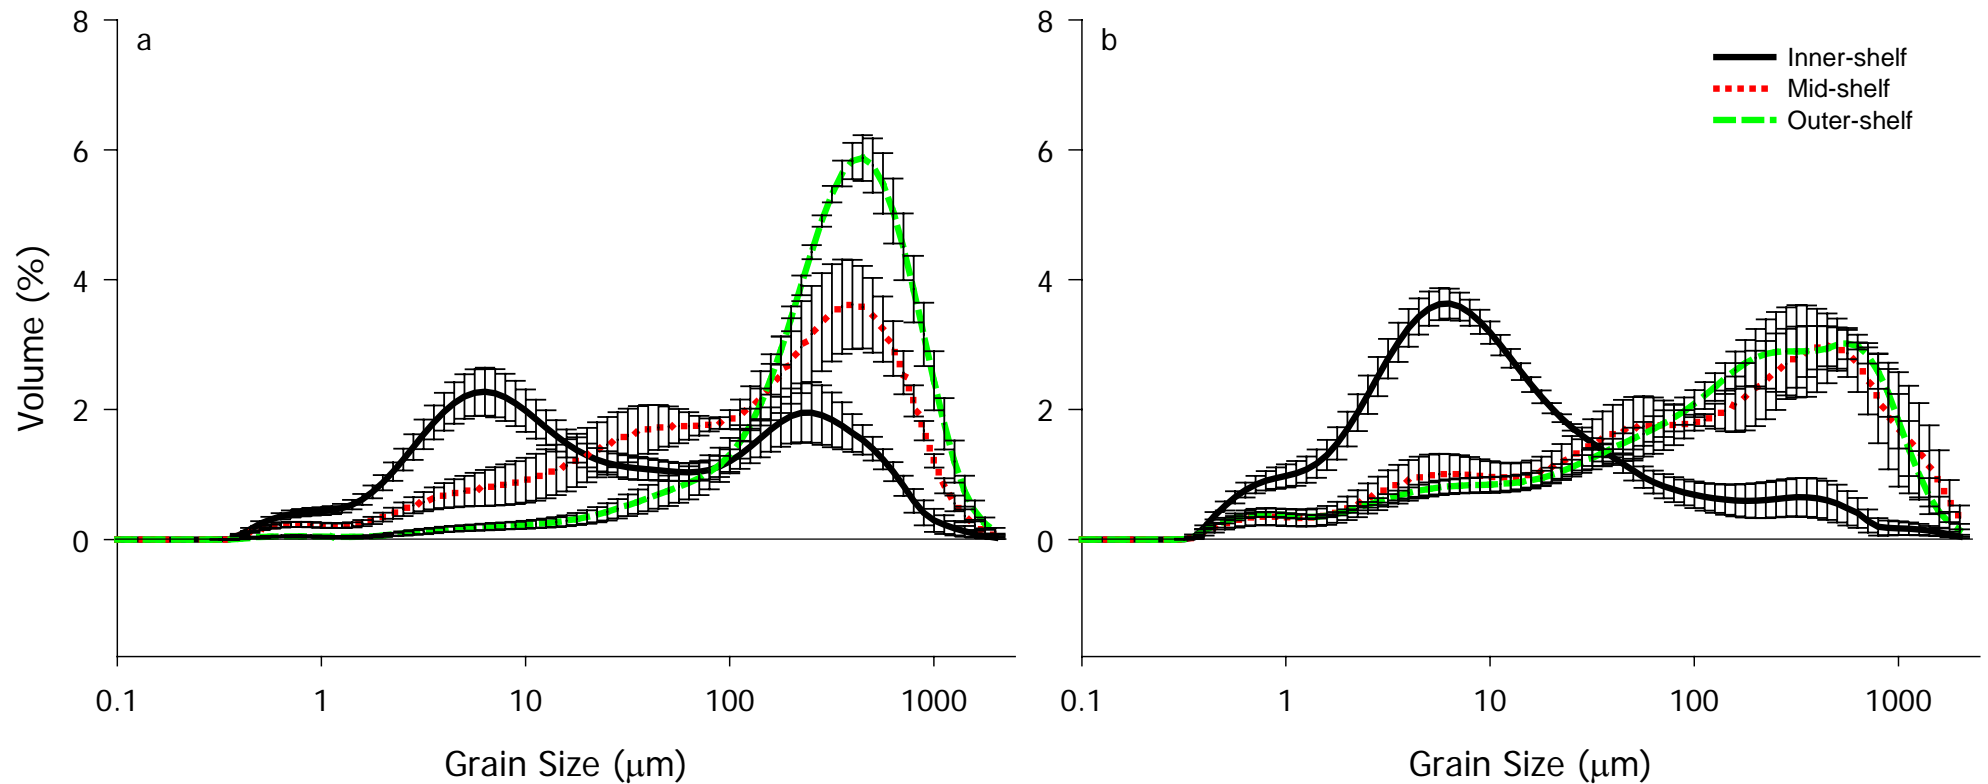 8
6
4
2
0
Volume (%)
a
0.1 1 10 100 1000
Grain Size (μm)
8
6
4
2
0
b
Inner-shelf
Mid-shelf
Outer-shelf
0.1 1 10 100 1000
Grain Size (μm)